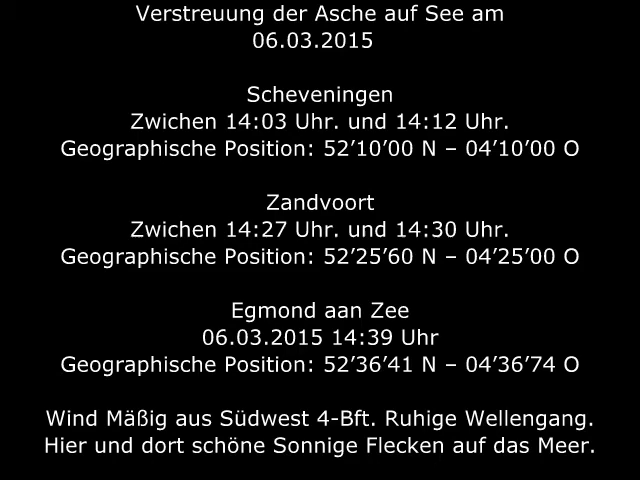 Verstreuung der Asche auf See am
06.03.2015
Scheveningen
Zwichen 14:03 Uhr. und 14:12 Uhr.
Geographische Position: 52’10’00 N – 04’10’00 O
Zandvoort
Zwichen 14:27 Uhr. und 14:30 Uhr.
Geographische Position: 52’25’60 N – 04’25’00 O
Egmond aan Zee
06.03.2015 14:39 Uhr
Geographische Position: 52’36’41 N – 04’36’74 O
Wind Mäßig aus Südwest 4-Bft. Ruhige Wellengang.
Hier und dort schöne Sonnige Flecken auf das Meer.